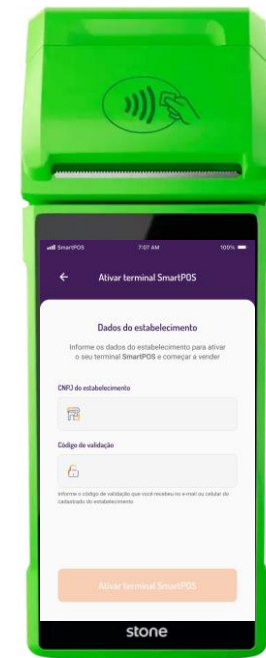 SmartPOS 7:07 AM 100%
Ativar terminal SmartPOS
Dados do estabelecimento
Informe os dados do estabelecimento para ativar
o seu terminal SmartPOS e começar a vender
CNPJ do estabelecimento
Código de validação
Informe o código de validação que você recebeu no e-mail ou celular do
cadastrado do estabelecimento
Ativar terminal SmartPOS
stone